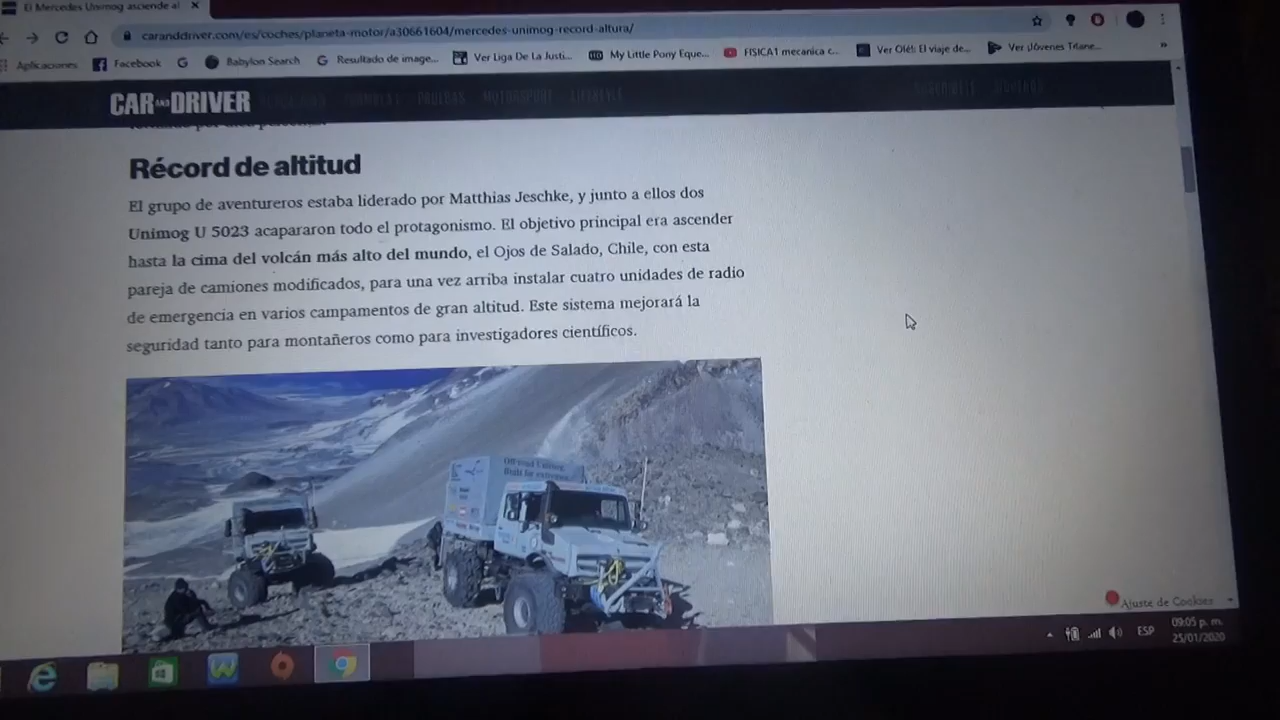 El Mercedes Unimog asciende al
caranddriver.com/es/coches/planeta-motor/a30661604/mercedes-unimog-record-altura/
Aplicaciones Facebook Babylon Search Resultado de image... Ver Liga De La Justi... My Little Pony Eque... FISICA1 mecanica c... Ver Olé: El viaje de... Ver Jóvenes Titane...
CAR AND DRIVER PRUEBAS MOTORSPORT LIFESTYLE
Récord de altitud
El grupo de aventureros estaba liderado por Matthias Jeschke, y junto a ellos dos
Unimog U 5023 acapararon todo el protagonismo. El objetivo principal era ascender
hasta la cima del volcán más alto del mundo, el Ojos de Salado, Chile, con esta
pareja de camiones modificados, para una vez arriba instalar cuatro unidades de radio
de emergencia en varios campamentos de gran altitud. Este sistema mejorará la
seguridad tanto para montañeros como para investigadores científicos.
Ajuste de Cookies
ESP 09:05 p. m.
25/01/2020